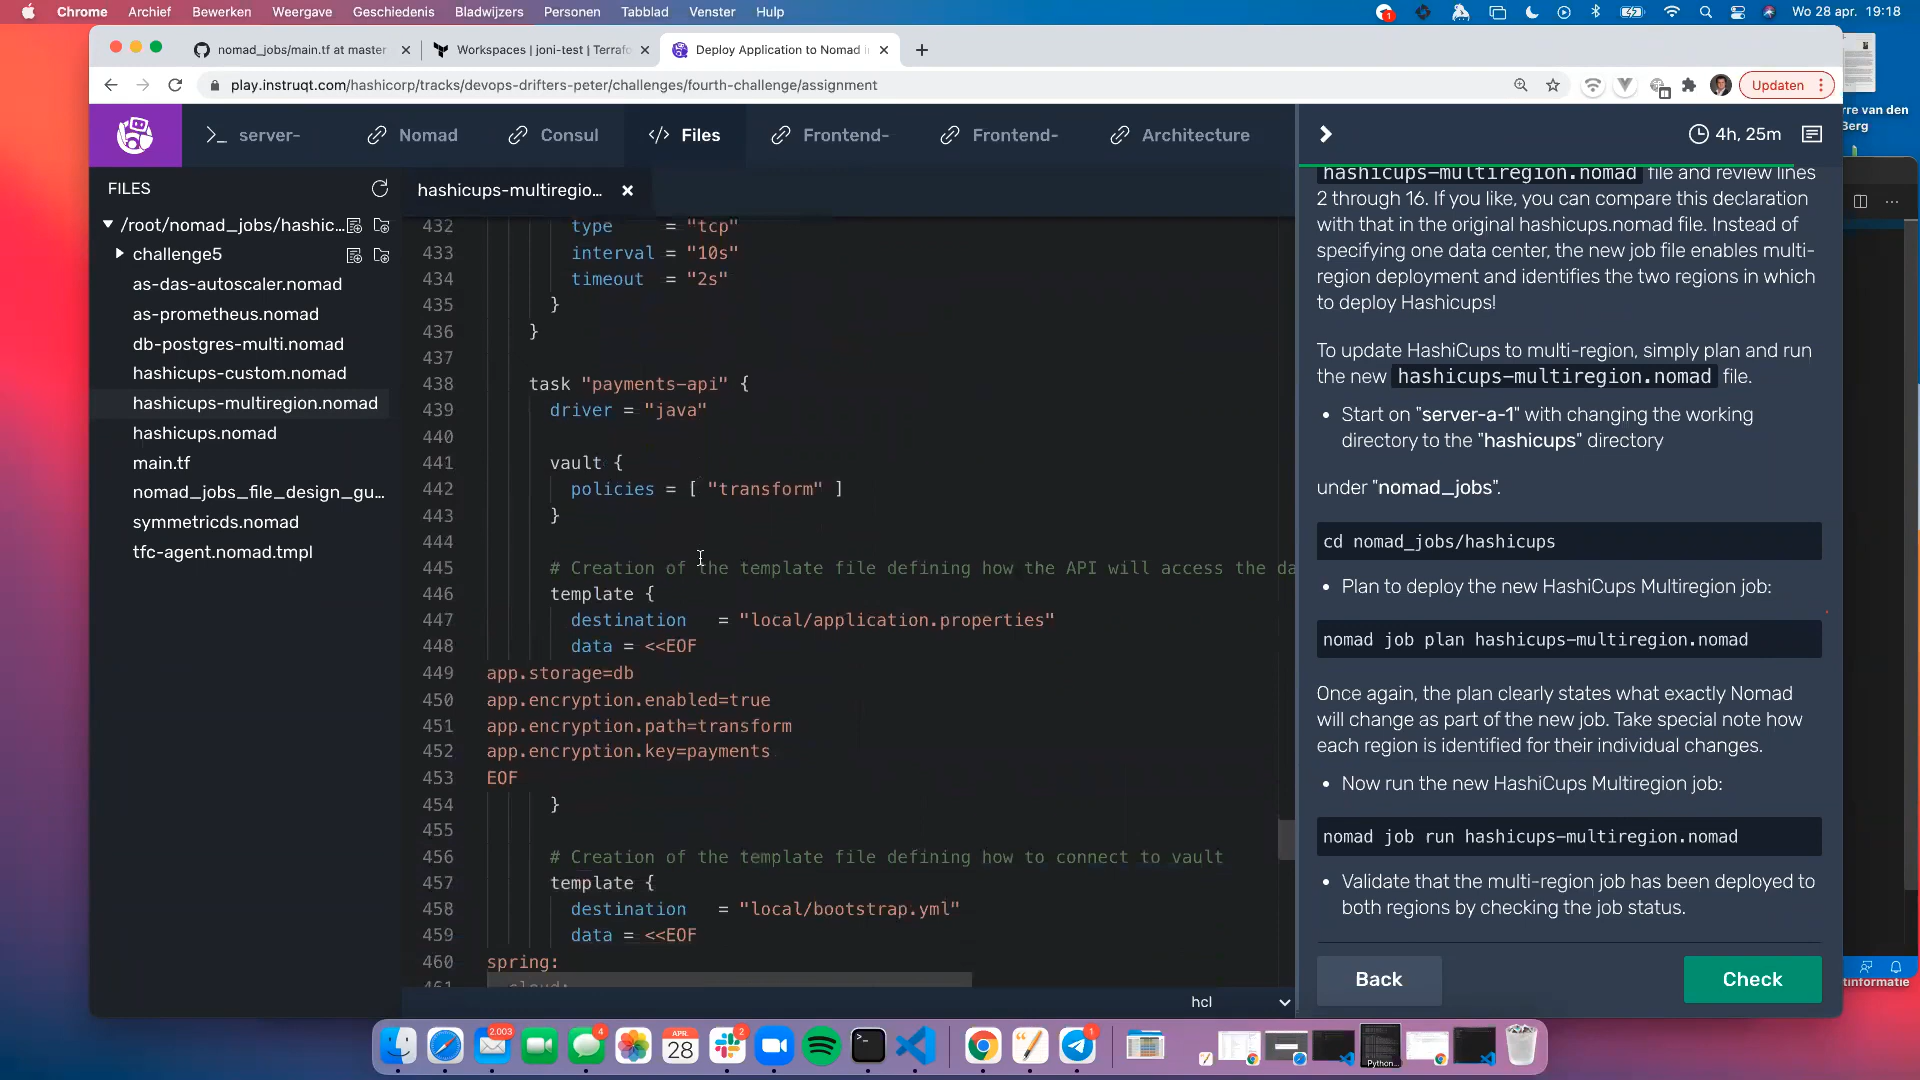 Chrome Archief Bewerken Weergave Geschiedenis Bladwijzers Personen Tabblad Venster Help
1
Wo 28 apr. 19:18
nomad_jobs/main.tf at master
Workspaces | joni-test | Terrafo
Deploy Application to Nomad i
play.instruqt.com/hashicorp/tracks/devops-drifters-peter/challenges/fourth-challenge/assignment
Updaten
server-
Nomad
Consul
Files
Frontend-
Frontend-
Architecture
4h, 25m
FILES
/root/nomad_jobs/hashic...
challenge5
as-das-autoscaler.nomad
as-prometheus.nomad
db-postgres-multi.nomad
hashicups-custom.nomad
hashicups-multiregion.nomad
hashicups.nomad
main.tf
nomad_jobs_file_design_gu...
symmetricds.nomad
tfc-agent.nomad.tmpl
hashicups-multiregio...
432 type = "tcp"
433 interval = "10s"
434 timeout = "2s"
435 }
436 }
437
438 task "payments-api" {
439 driver = "java"
440
441 vault {
442 policies = [ "transform" ]
443 }
444
445 # Creation of the template file defining how the API will access the da
446 template {
447 destination = "local/application.properties"
448 data = <<EOF
449 app.storage=db
450 app.encryption.enabled=true
451 app.encryption.path=transform
452 app.encryption.key=payments
453 EOF
454 }
455
456 # Creation of the template file defining how to connect to vault
457 template {
458 destination = "local/bootstrap.yml"
459 data = <<EOF
460 spring:
461 cloud:
hcl
hashicups-multiregion.nomad file and review lines
2 through 16. If you like, you can compare this declaration
with that in the original hashicups.nomad file. Instead of
specifying one data center, the new job file enables multi-
region deployment and identifies the two regions in which
to deploy Hashicups!
To update HashiCups to multi-region, simply plan and run
the new hashicups-multiregion.nomad file.
• Start on "server-a-1" with changing the working
directory to the "hashicups" directory
under "nomad_jobs".
cd nomad_jobs/hashicups
• Plan to deploy the new HashiCups Multiregion job:
nomad job plan hashicups-multiregion.nomad
Once again, the plan clearly states what exactly Nomad
will change as part of the new job. Take special note how
each region is identified for their individual changes.
• Now run the new HashiCups Multiregion job:
nomad job run hashicups-multiregion.nomad
• Validate that the multi-region job has been deployed to
both regions by checking the job status.
Back
Check
rre van den
Berg
tinformatie
2.003
4
APR.
28
2
1
Python...